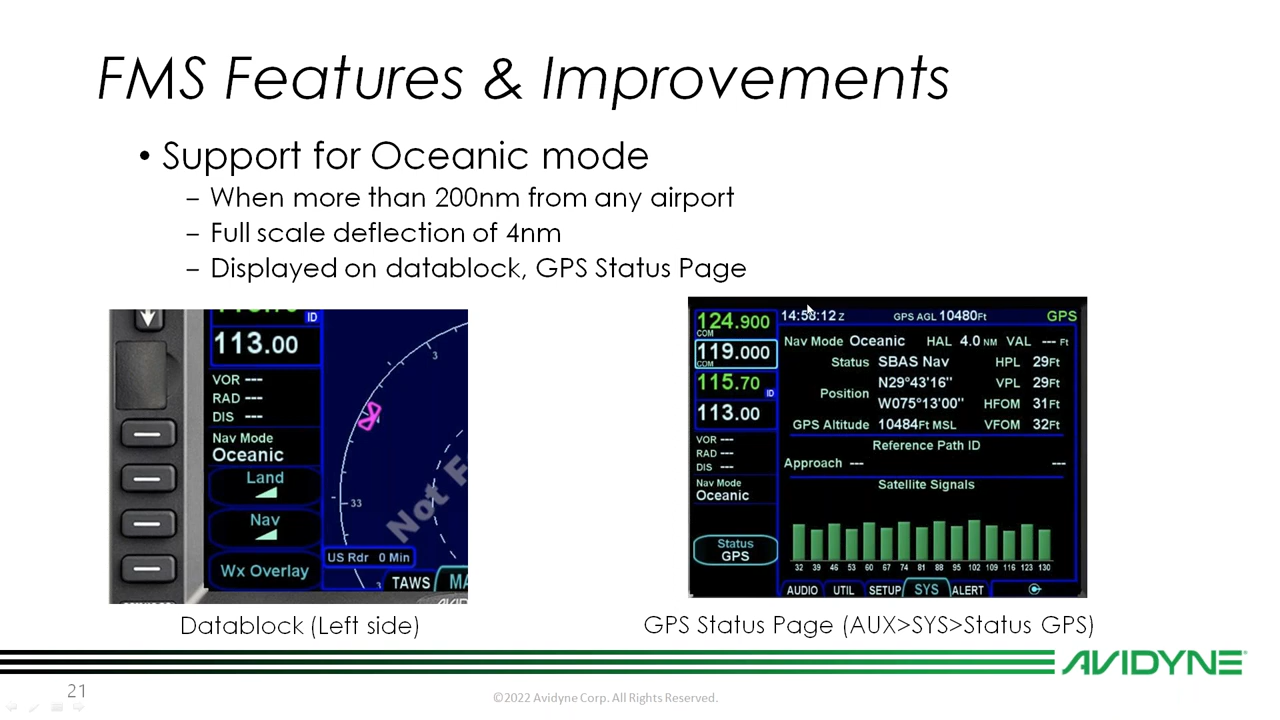 FMS Features & Improvements
• Support for Oceanic mode
– When more than 200nm from any airport
– Full scale deflection of 4nm
– Displayed on datablock, GPS Status Page
ID
113.00
VOR ---
RAD ---
DIS ---
Nav Mode
Oceanic
Land
Nav
Wx Overlay
3
33
3
Not F
US Rdr 0 Min
TAWS
MA
Datablock (Left side)
124.900
COM
119.000
COM
115.70
ID
113.00
VOR ---
RAD ---
DIS ---
Nav Mode
Oceanic
Status
GPS
14:58:12 Z GPS AGL 10480Ft GPS
Nav Mode Oceanic HAL 4.0 NM VAL --- Ft
Status SBAS Nav HPL 29Ft
Position N29°43'16" VPL 29Ft
W075°13'00" HFOM 31Ft
GPS Altitude 10484Ft MSL VFOM 32Ft
Reference Path ID
Approach --- ---
Satellite Signals
32 39 46 53 60 67 74 81 88 95 102 109 116 123 130
AUDIO UTIL SETUP SYS ALERT
GPS Status Page (AUX>SYS>Status GPS)
AVIDYNE
21
©2022 Avidyne Corp. All Rights Reserved.